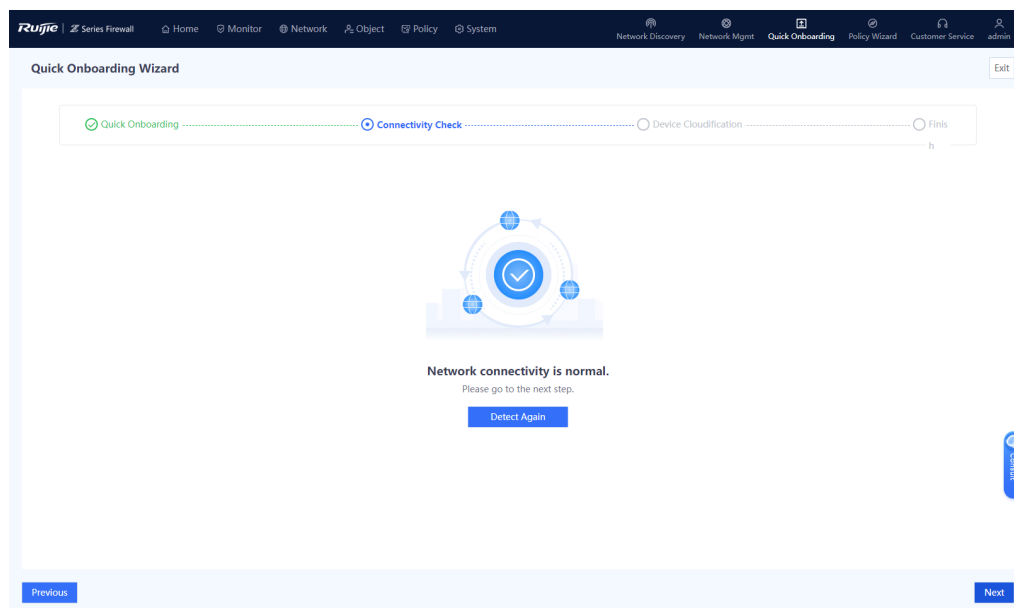 Ruijie | Z Series Firewall Home Monitor Network Object Policy System Network Discovery Network Mgmt Quick Onboarding Policy Wizard Customer Service admin
Quick Onboarding Wizard Exit
Quick Onboarding Connectivity Check Device Cloudification Finis
h
Network connectivity is normal.
Please go to the next step.
Detect Again
Consult
Previous Next